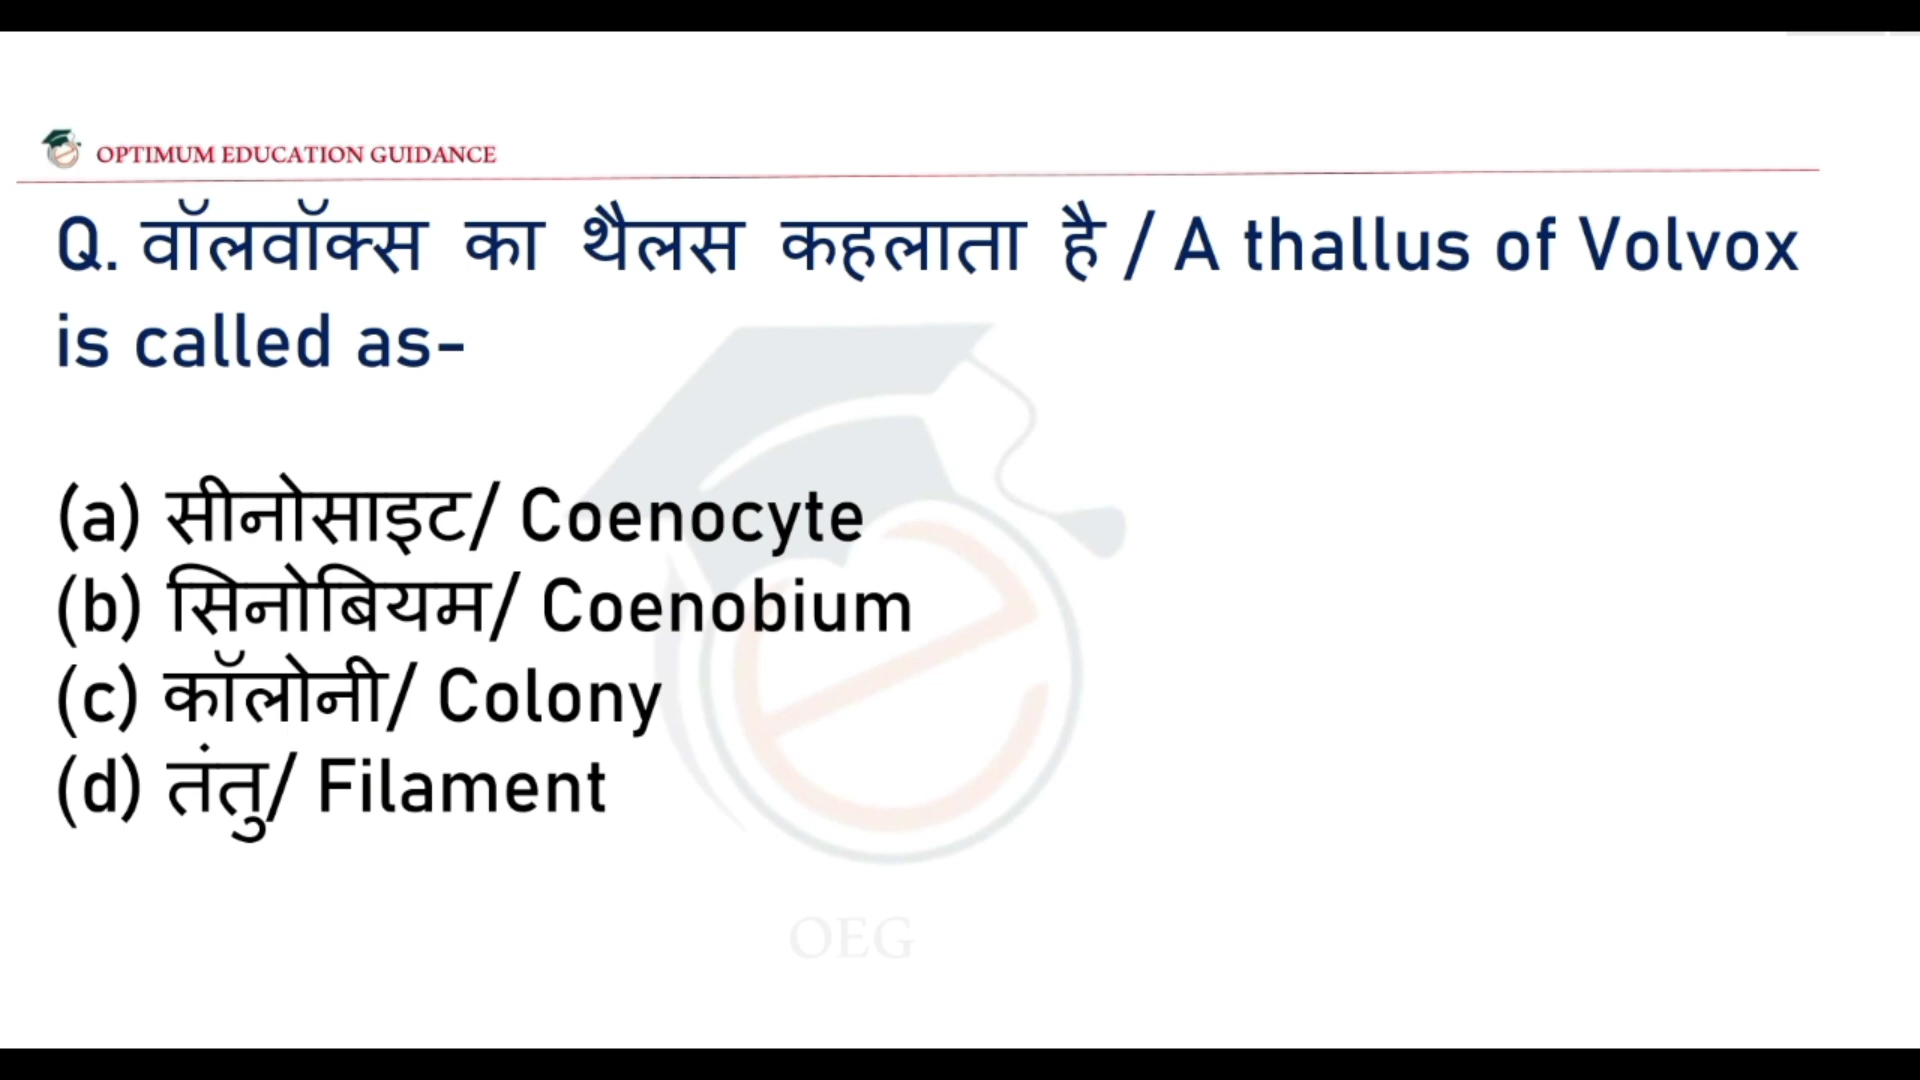 OPTIMUM EDUCATION GUIDANCE
Q. वॉलवॉक्स का थैलस कहलाता है / A thallus of Volvox
is called as-
(a) सीनोसाइट/ Coenocyte
(b) सिनोबियम/ Coenobium
(c) कॉलोनी/ Colony
(d) तंतु/ Filament
OEG